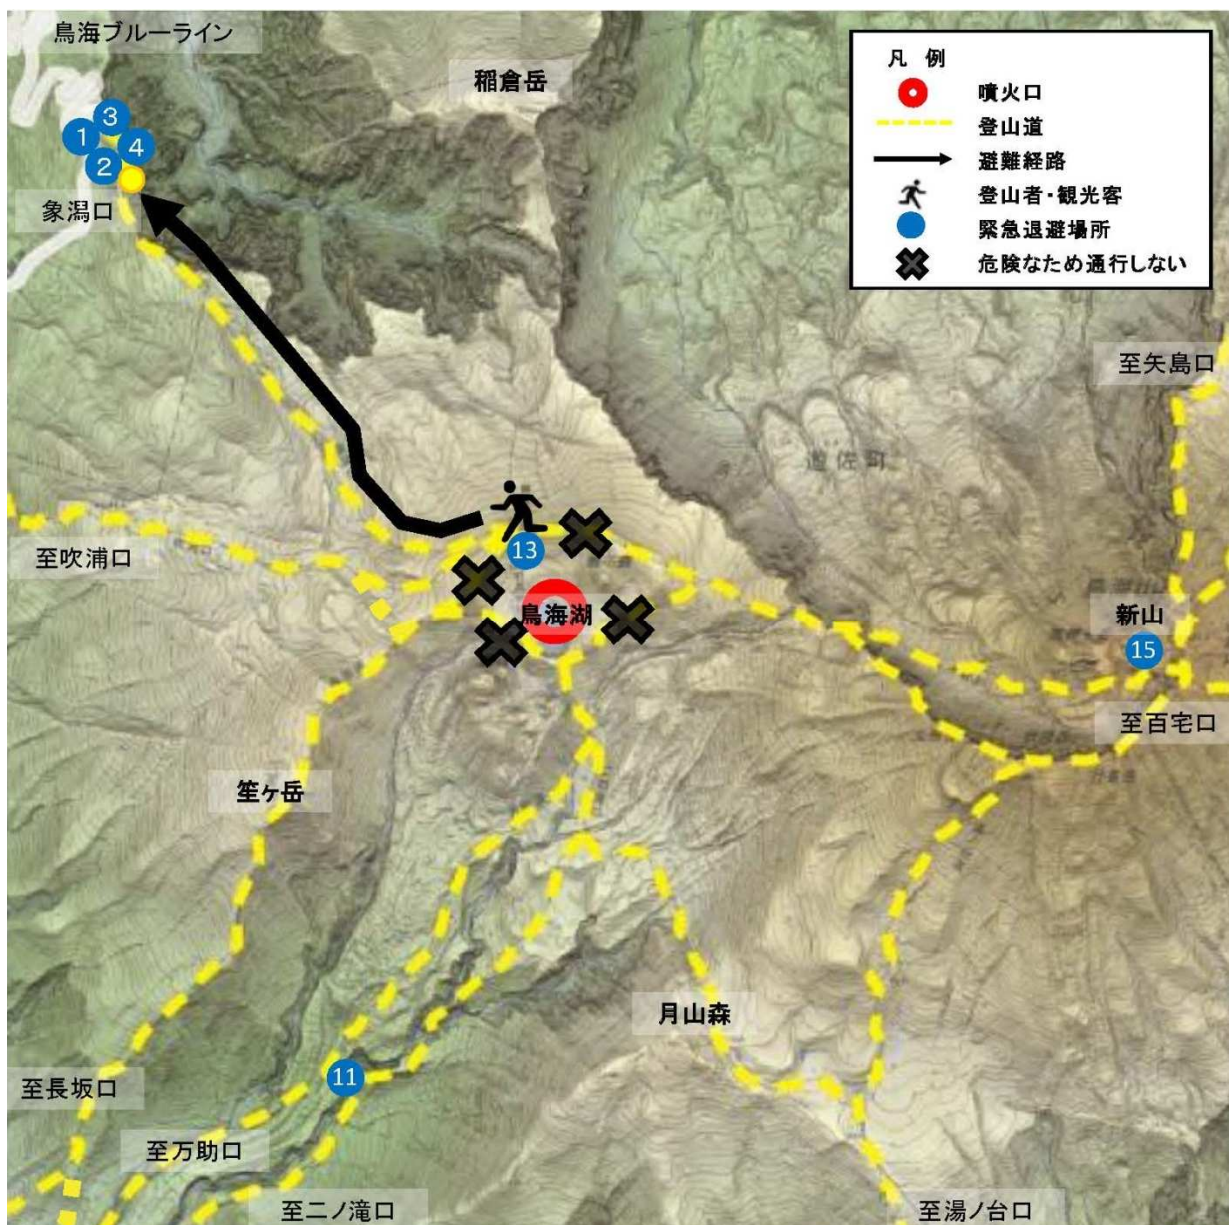 鳥海ブルーライン
稲倉岳
凡 例
噴火口
登山道
避難経路
登山者・観光客
緊急退避場所
危険なため通行しない
3
1
4
2
象潟口
至矢島口
遊佐町
至吹浦口
13
鳥海湖
新山
15
至百宅口
笙ヶ岳
月山森
11
至長坂口
至万助口
至二ノ滝口
至湯ノ台口